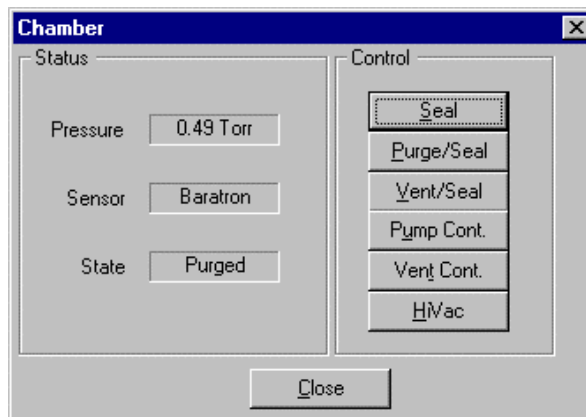 Chamber
Status
Pressure 0.49 Torr
Sensor Baratron
State Purged
Control
Seal
Purge/Seal
Vent/Seal
Pump Cont.
Vent Cont.
HiVac
Close